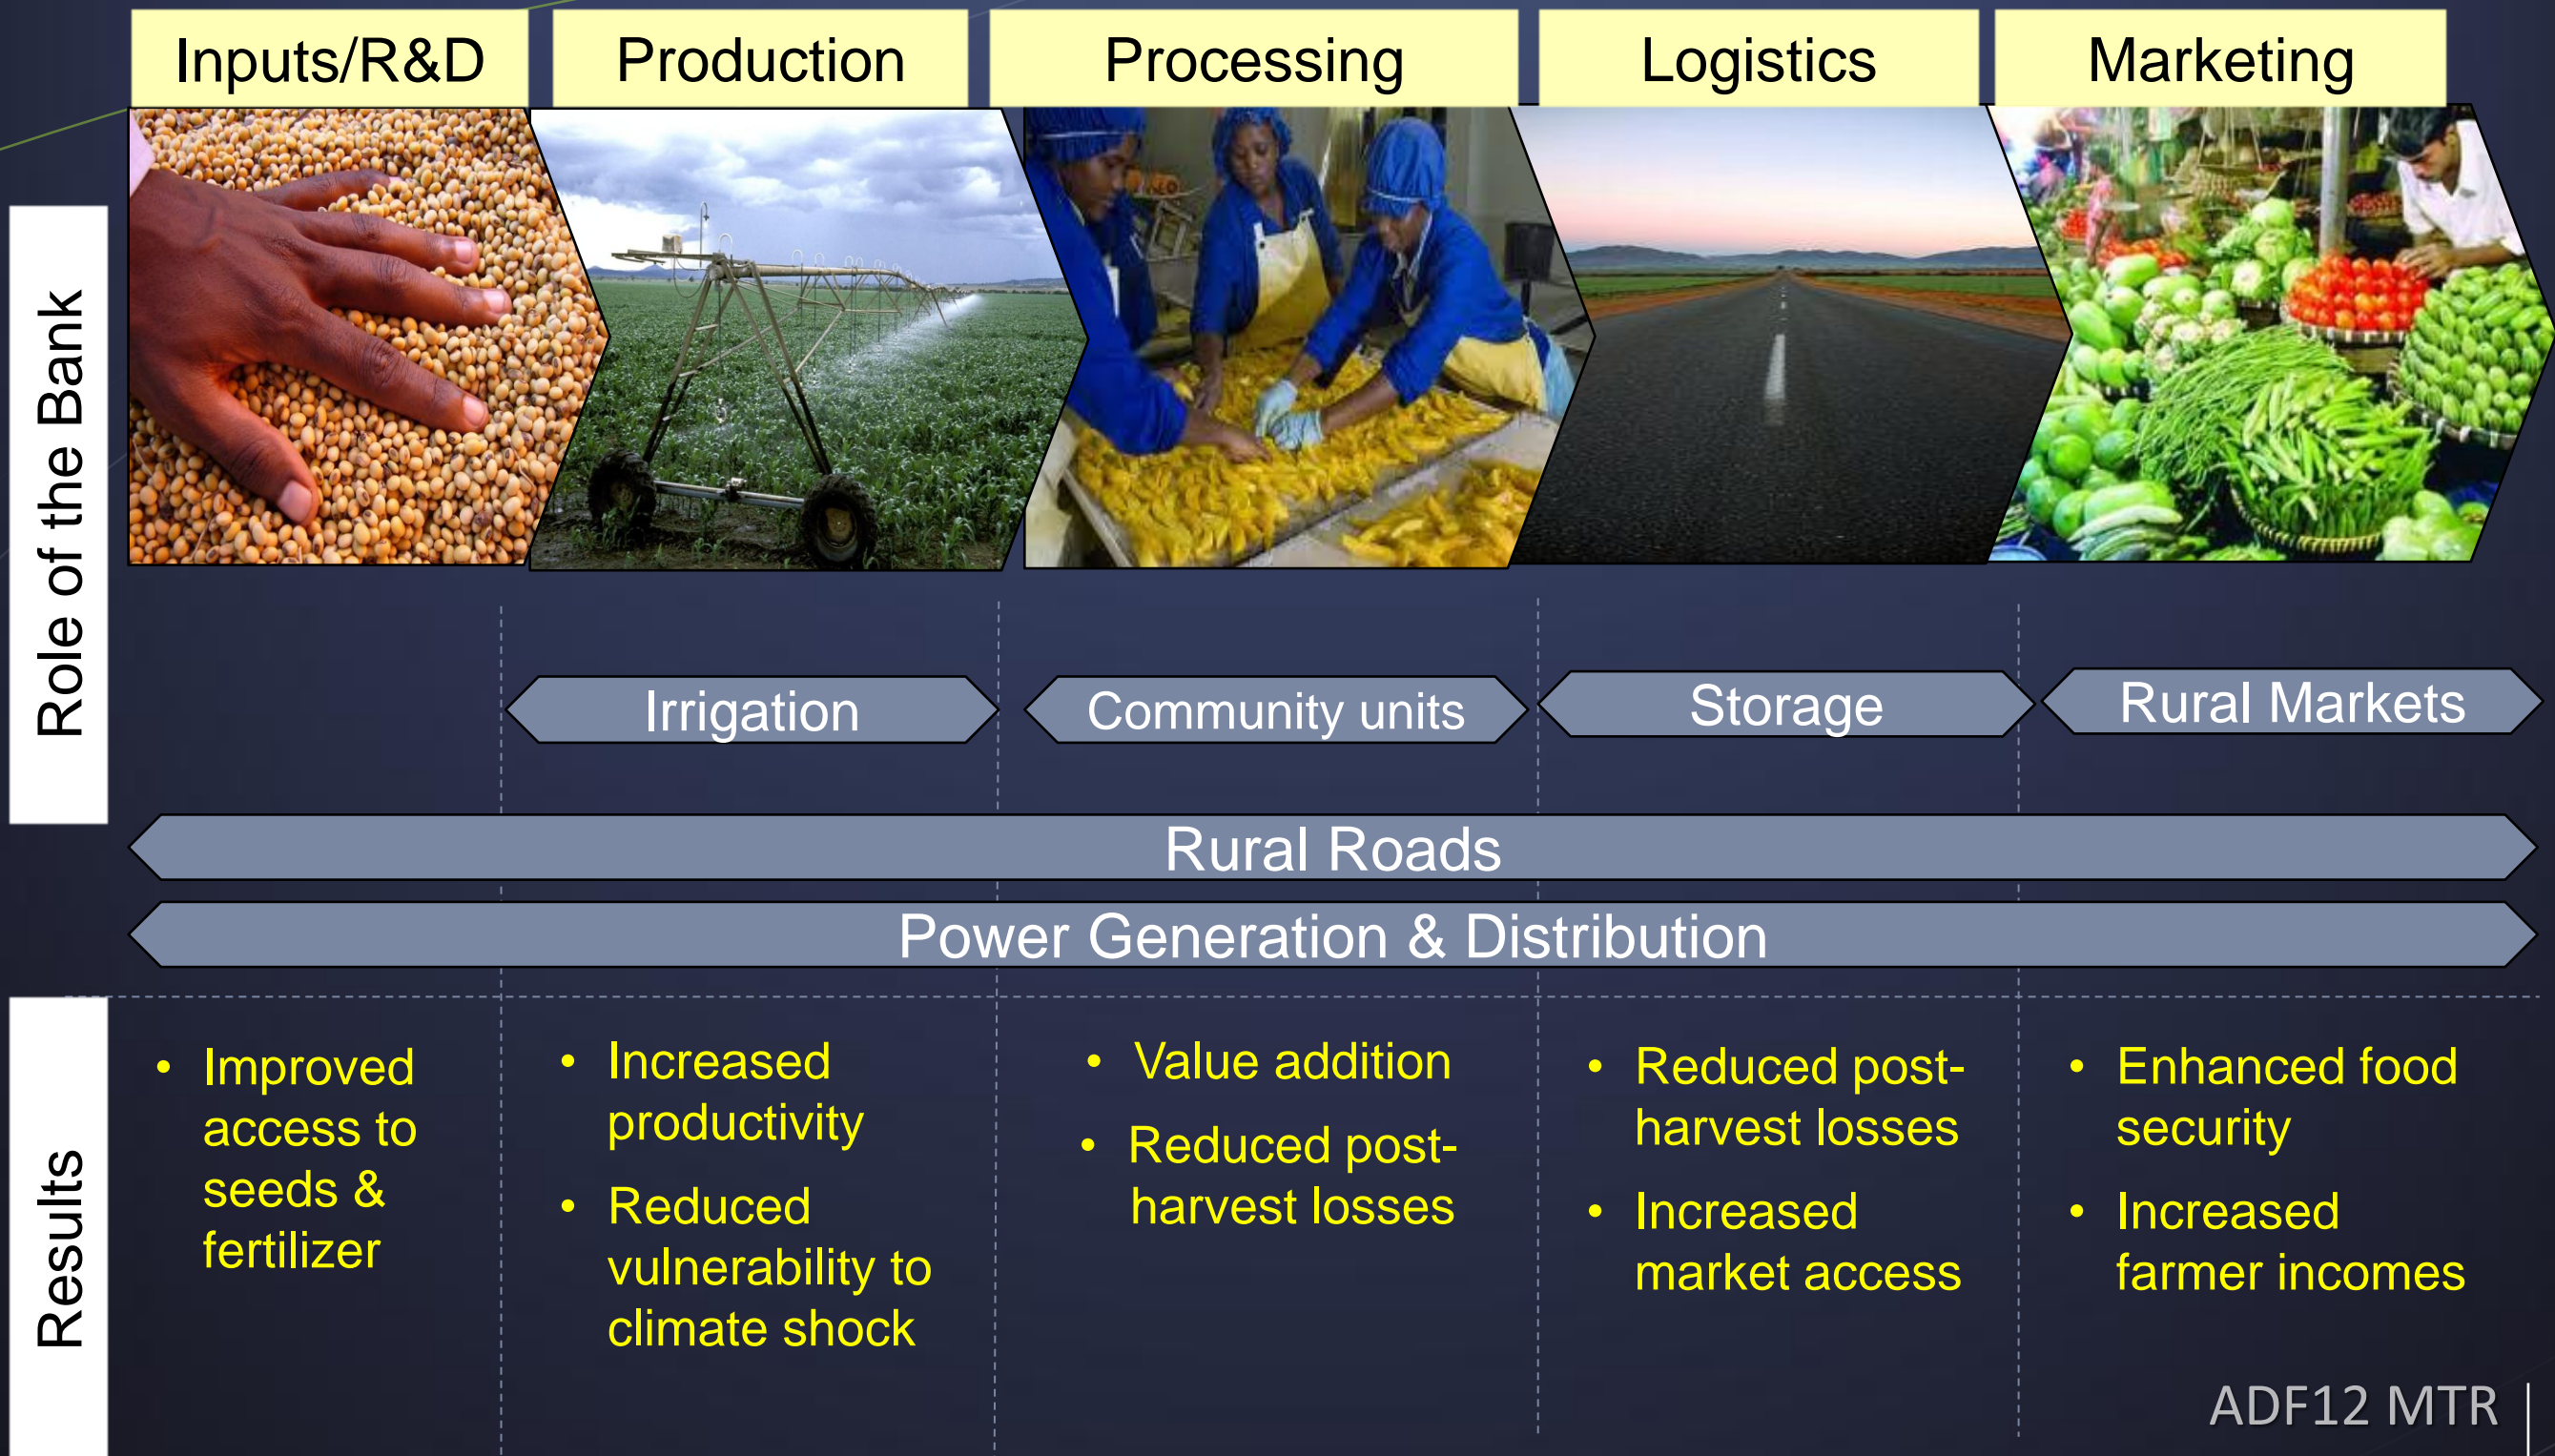 Inputs/R&D
Production
Processing
Logistics
Marketing
Role of the Bank
Irrigation
Community units
Storage
Rural Markets
Rural Roads
Power Generation & Distribution
Results
• Improved
access to
seeds &
fertilizer
• Increased
productivity
• Reduced
vulnerability to
climate shock
• Value addition
• Reduced post-
harvest losses
• Reduced post-
harvest losses
• Increased
market access
• Enhanced food
security
• Increased
farmer incomes
ADF12 MTR